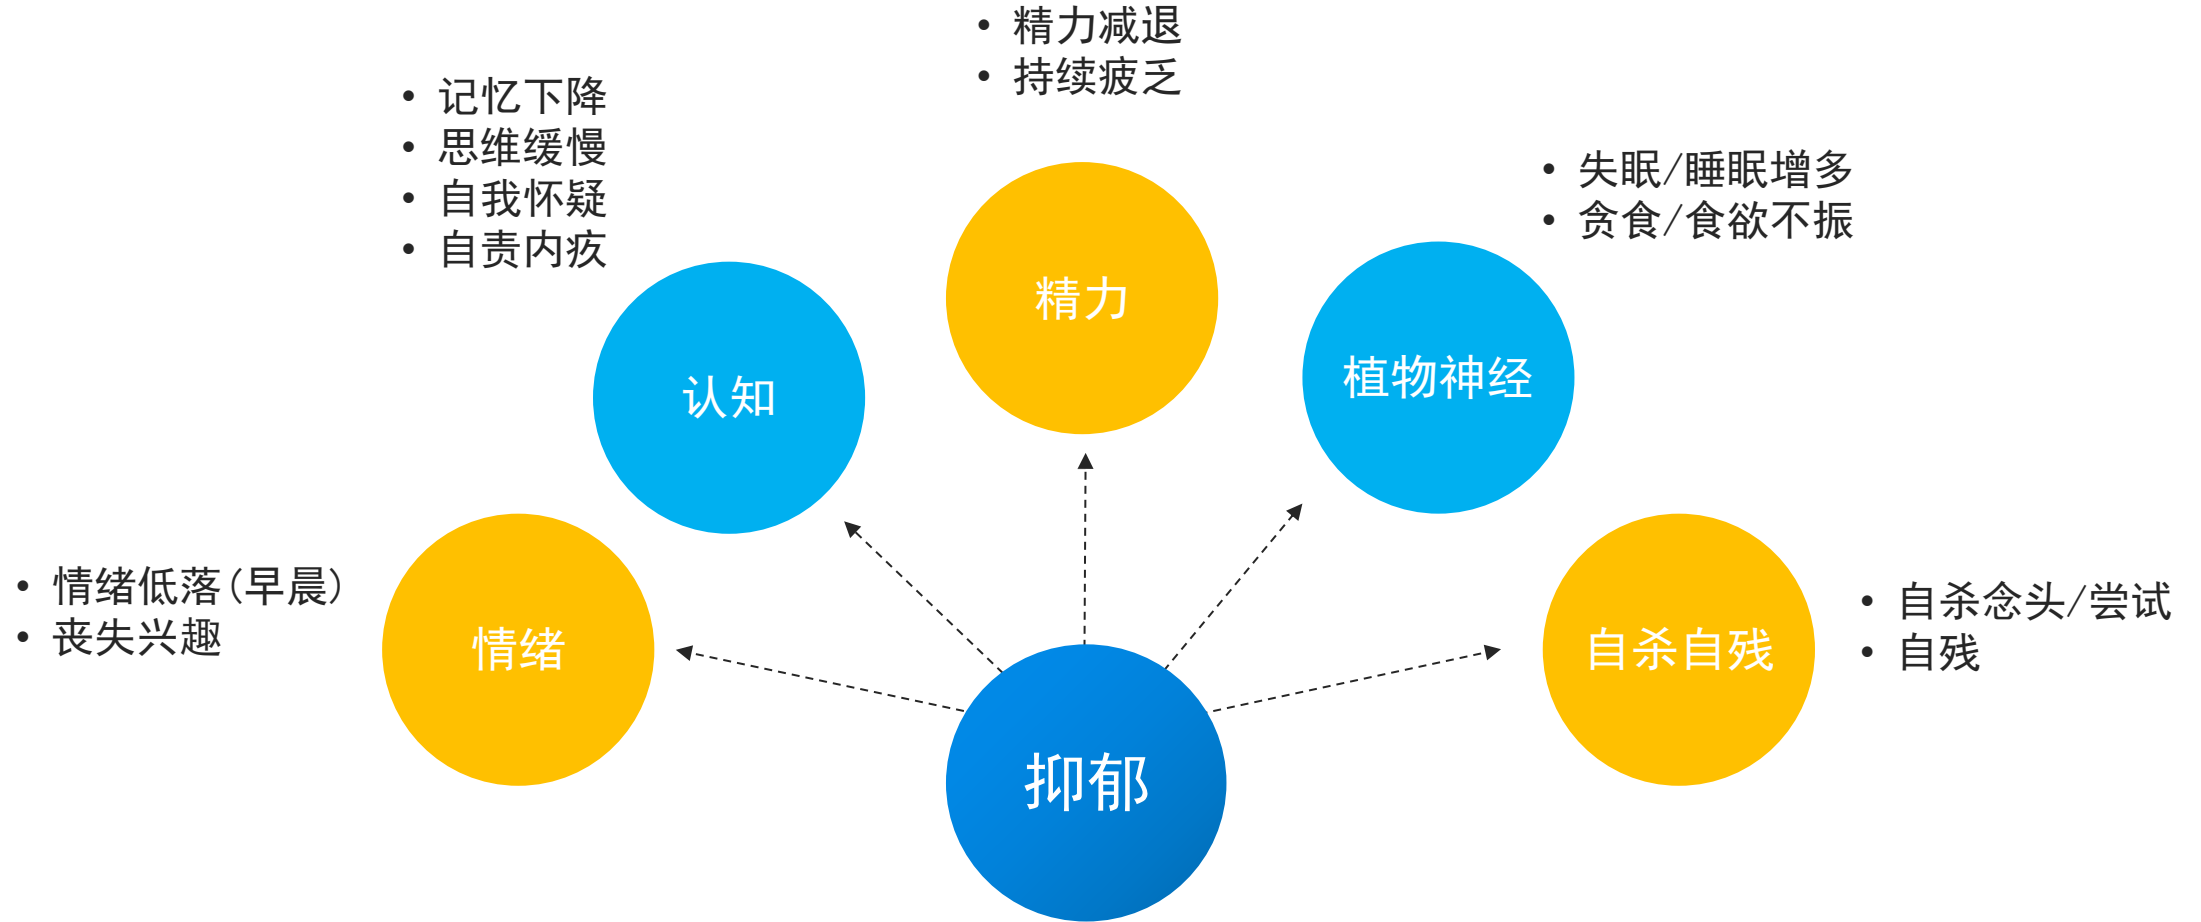 • 精力减退
• 持续疲乏
• 记忆下降
• 思维缓慢
• 自我怀疑
• 自责内疚
• 失眠/睡眠增多
• 贪食/食欲不振
精力
植物神经
认知
• 情绪低落(早晨)
• 丧失兴趣
情绪
自杀自残
• 自杀念头/尝试
• 自残
抑郁